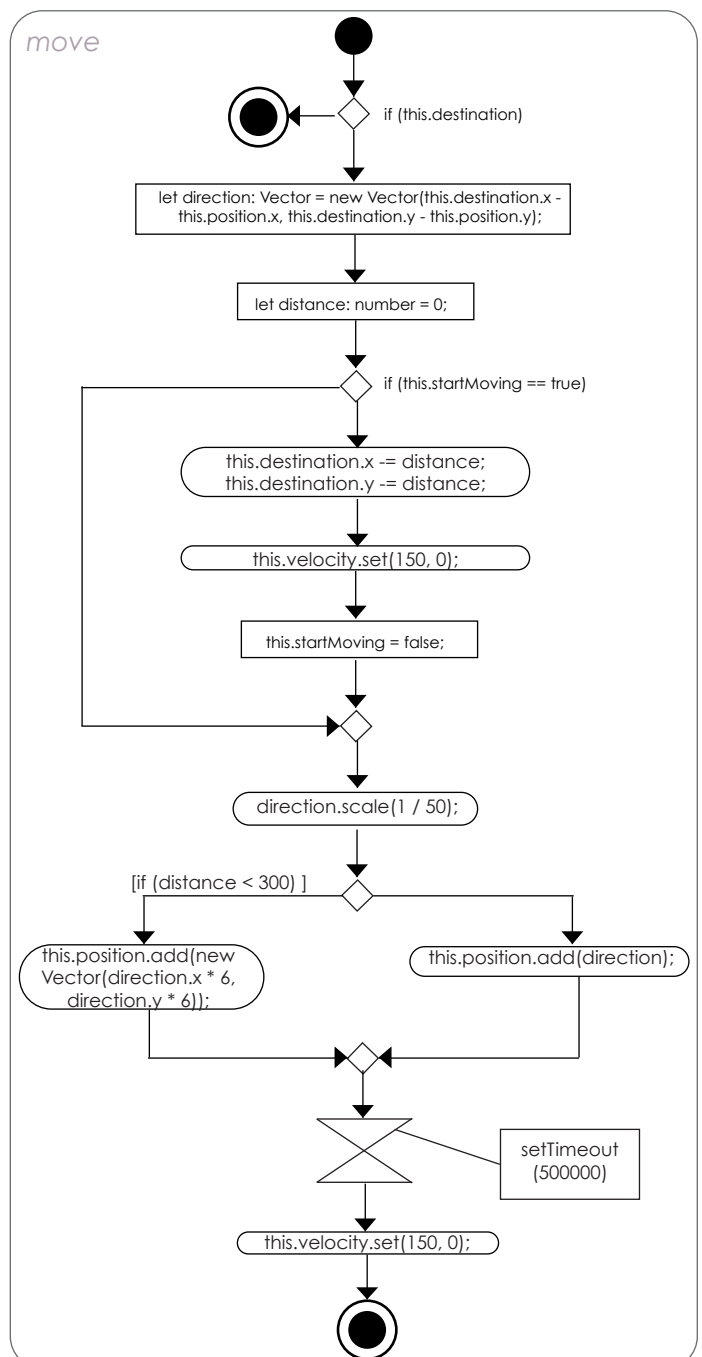 move
if (this.destination)
let direction: Vector = new Vector(this.destination.x -
this.position.x, this.destination.y - this.position.y);
let distance: number = 0;
if (this.startMoving == true)
this.destination.x -= distance;
this.destination.y -= distance;
this.velocity.set(150, 0);
this.startMoving = false;
direction.scale(1 / 50);
[if (distance < 300) ]
this.position.add(new
Vector(direction.x * 6,
direction.y * 6));
this.position.add(direction);
setTimeout
(500000)
this.velocity.set(150, 0);